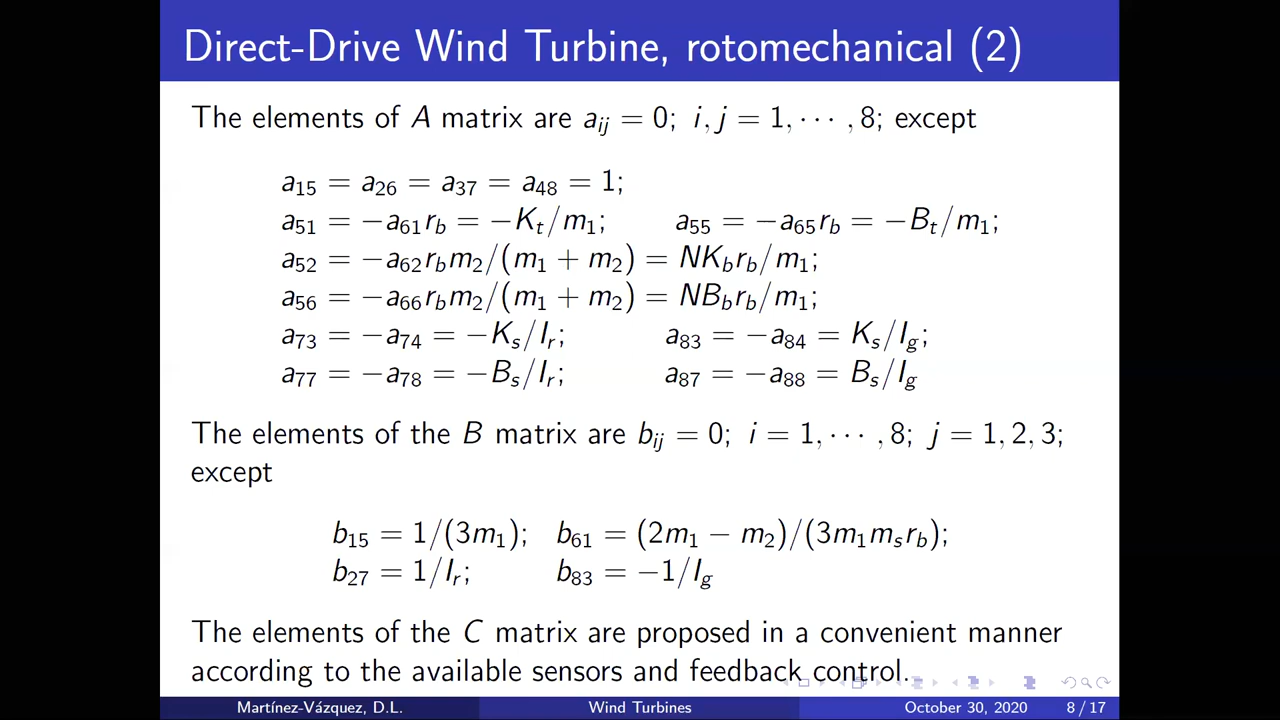 Direct-Drive Wind Turbine, rotomechanical (2)
The elements of A matrix are a_ij = 0; i, j = 1, ⋯ , 8; except
a_15 = a_26 = a_37 = a_48 = 1;
a_51 = −a_61 r_b = −K_t/m_1; a_55 = −a_65 r_b = −B_t/m_1;
a_52 = −a_62 r_b m_2/(m_1 + m_2) = NK_b r_b/m_1;
a_56 = −a_66 r_b m_2/(m_1 + m_2) = NB_b r_b/m_1;
a_73 = −a_74 = −K_s/I_r; a_83 = −a_84 = K_s/I_g;
a_77 = −a_78 = −B_s/I_r; a_87 = −a_88 = B_s/I_g
The elements of the B matrix are b_ij = 0; i = 1, ⋯ , 8; j = 1, 2, 3;
except
b_15 = 1/(3m_1); b_61 = (2m_1 − m_2)/(3m_1 m_s r_b);
b_27 = 1/I_r; b_83 = −1/I_g
The elements of the C matrix are proposed in a convenient manner
according to the available sensors and feedback control.
Martínez-Vázquez, D.L. Wind Turbines October 30, 2020 8 / 17